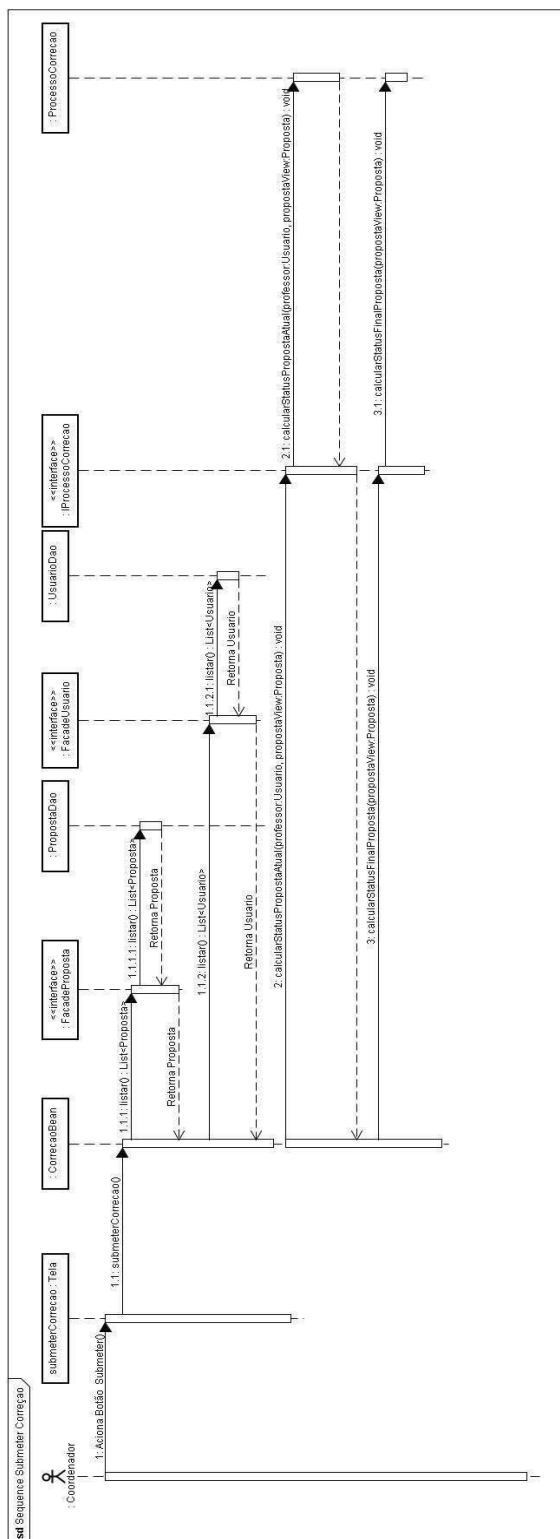 sd Sequence Submeter Correçao
: Coordenador
submeterCorrecao : Tela
: CorrecaoBean
<<interface>>
: FacadeProposta
: PropostaDao
<<interface>>
: FacadeUsuario
: UsuarioDao
<<interface>>
: IProcessoCorrecao
: ProcessoCorrecao
1: Aciona Botão Submeter()
1.1: submeterCorrecao()
1.1.1: listar() : List<Proposta>
1.1.1.1: listar() : List<Proposta>
Retorna Proposta
Retorna Proposta
1.1.2: listar() : List<Usuario>
1.1.2.1: listar() : List<Usuario>
Retorna Usuario
Retorna Usuario
2: calcularStatusPropostaAtual(professor:Usuario, propostaView:Proposta) : void
2.1: calcularStatusPropostaAtual(professor:Usuario, propostaView:Proposta) : void
3: calcularStatusFinalProposta(propostaView:Proposta) : void
3.1: calcularStatusFinalProposta(propostaView:Proposta) : void